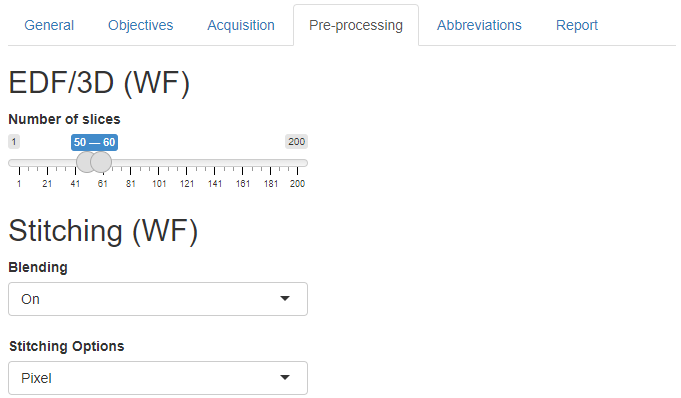 General Objectives Acquisition Pre-processing Abbreviations Report
EDF/3D (WF)
Number of slices
1 50 — 60 200
1 21 41 61 81 101 121 141 161 181 200
Stitching (WF)
Blending
On
Stitching Options
Pixel